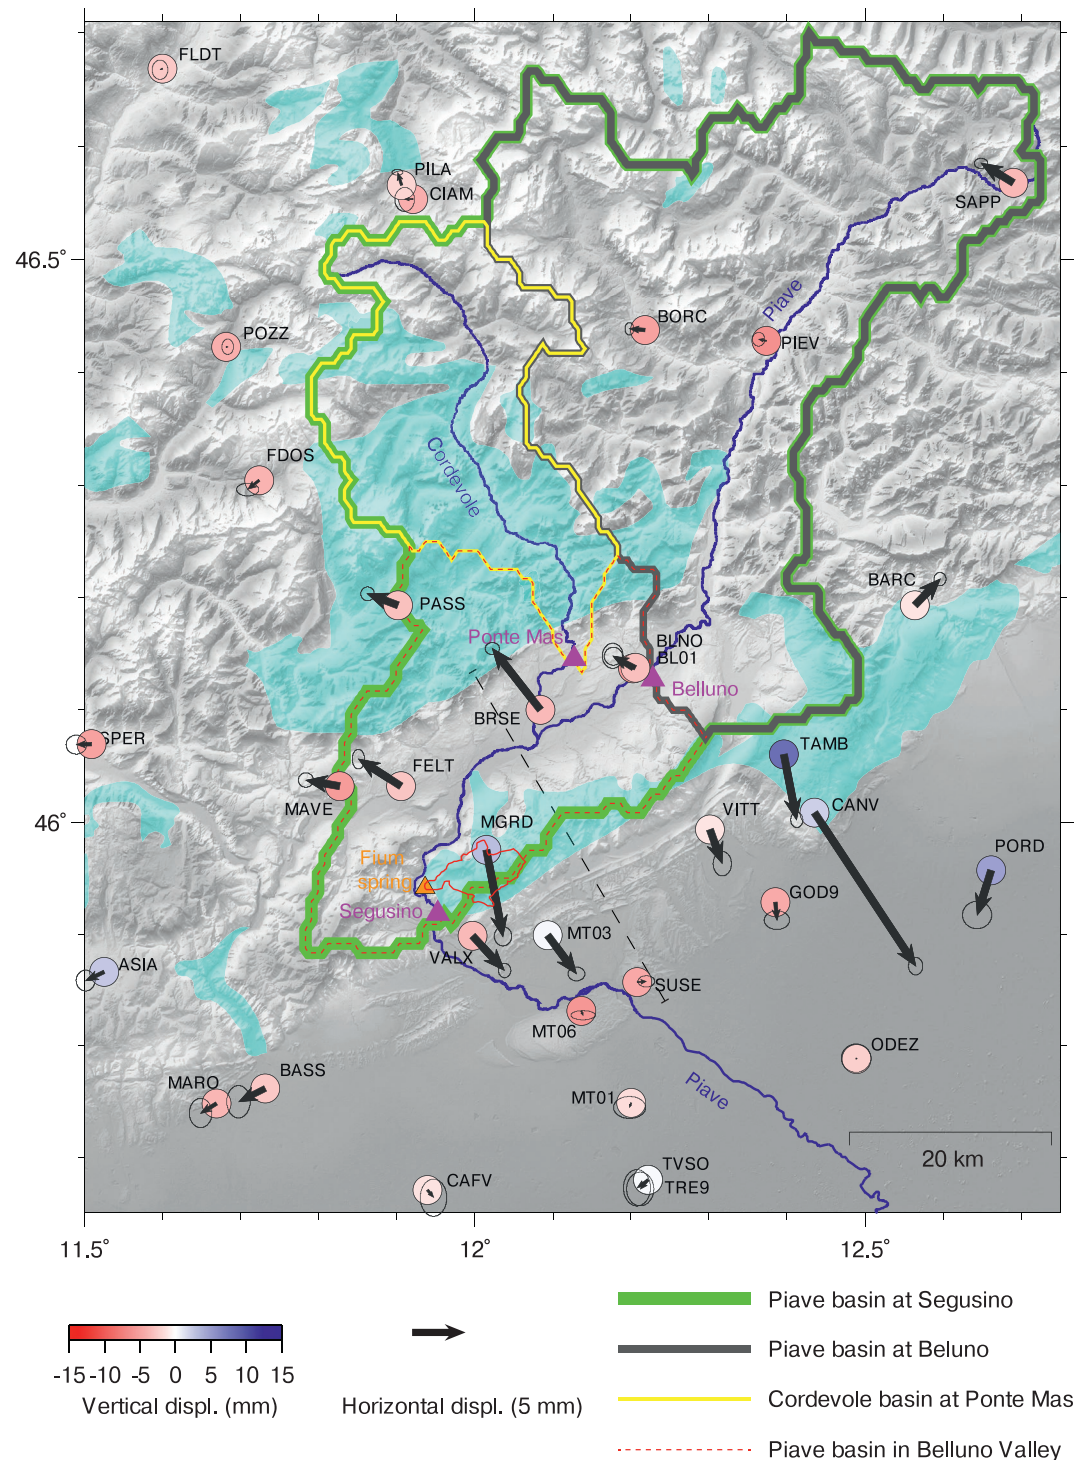 FLDT
PILA
CIAM
SAPP
46.5°
Piave
BORC
PIEV
POZZ
Cordevole
FDOS
BARC
PASS
Ponte Mas
BLNO
BL01
Belluno
BRSE
SPER
TAMB
FELT
MAVE
CANV
46°
MGRD
VITT
PORD
Fium
spring
GOD9
Segusino
VALX
MT03
ASIA
SUSE
MT06
ODEZ
BASS
MARO
MT01
Piave
20 km
TVSO
TRE9
CAFV
11.5°
12°
12.5°
Piave basin at Segusino
Piave basin at Beluno
-15 -10 -5 0 5 10 15
Vertical displ. (mm)
Horizontal displ. (5 mm)
Cordevole basin at Ponte Mas
Piave basin in Belluno Valley